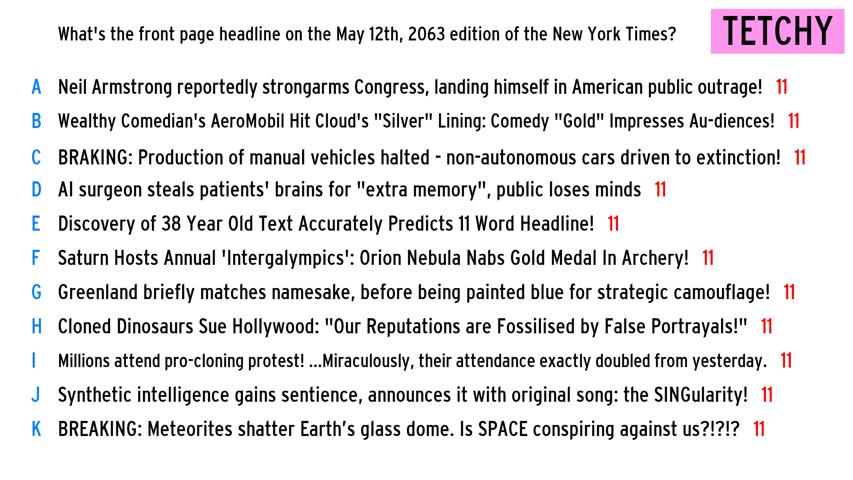 What's the front page headline on the May 12th, 2063 edition of the New York Times?
TETCHY
A Neil Armstrong reportedly strongarms Congress, landing himself in American public outrage! 11
B Wealthy Comedian's AeroMobil Hit Cloud's "Silver" Lining: Comedy "Gold" Impresses Au-diences! 11
C BRAKING: Production of manual vehicles halted - non-autonomous cars driven to extinction! 11
D AI surgeon steals patients' brains for "extra memory", public loses minds 11
E Discovery of 38 Year Old Text Accurately Predicts 11 Word Headline! 11
F Saturn Hosts Annual 'Intergalympics': Orion Nebula Nabs Gold Medal In Archery! 11
G Greenland briefly matches namesake, before being painted blue for strategic camouflage! 11
H Cloned Dinosaurs Sue Hollywood: "Our Reputations are Fossilised by False Portrayals!" 11
I Millions attend pro-cloning protest! ...Miraculously, their attendance exactly doubled from yesterday. 11
J Synthetic intelligence gains sentience, announces it with original song: the SINGularity! 11
K BREAKING: Meteorites shatter Earth’s glass dome. Is SPACE conspiring against us?!?!? 11